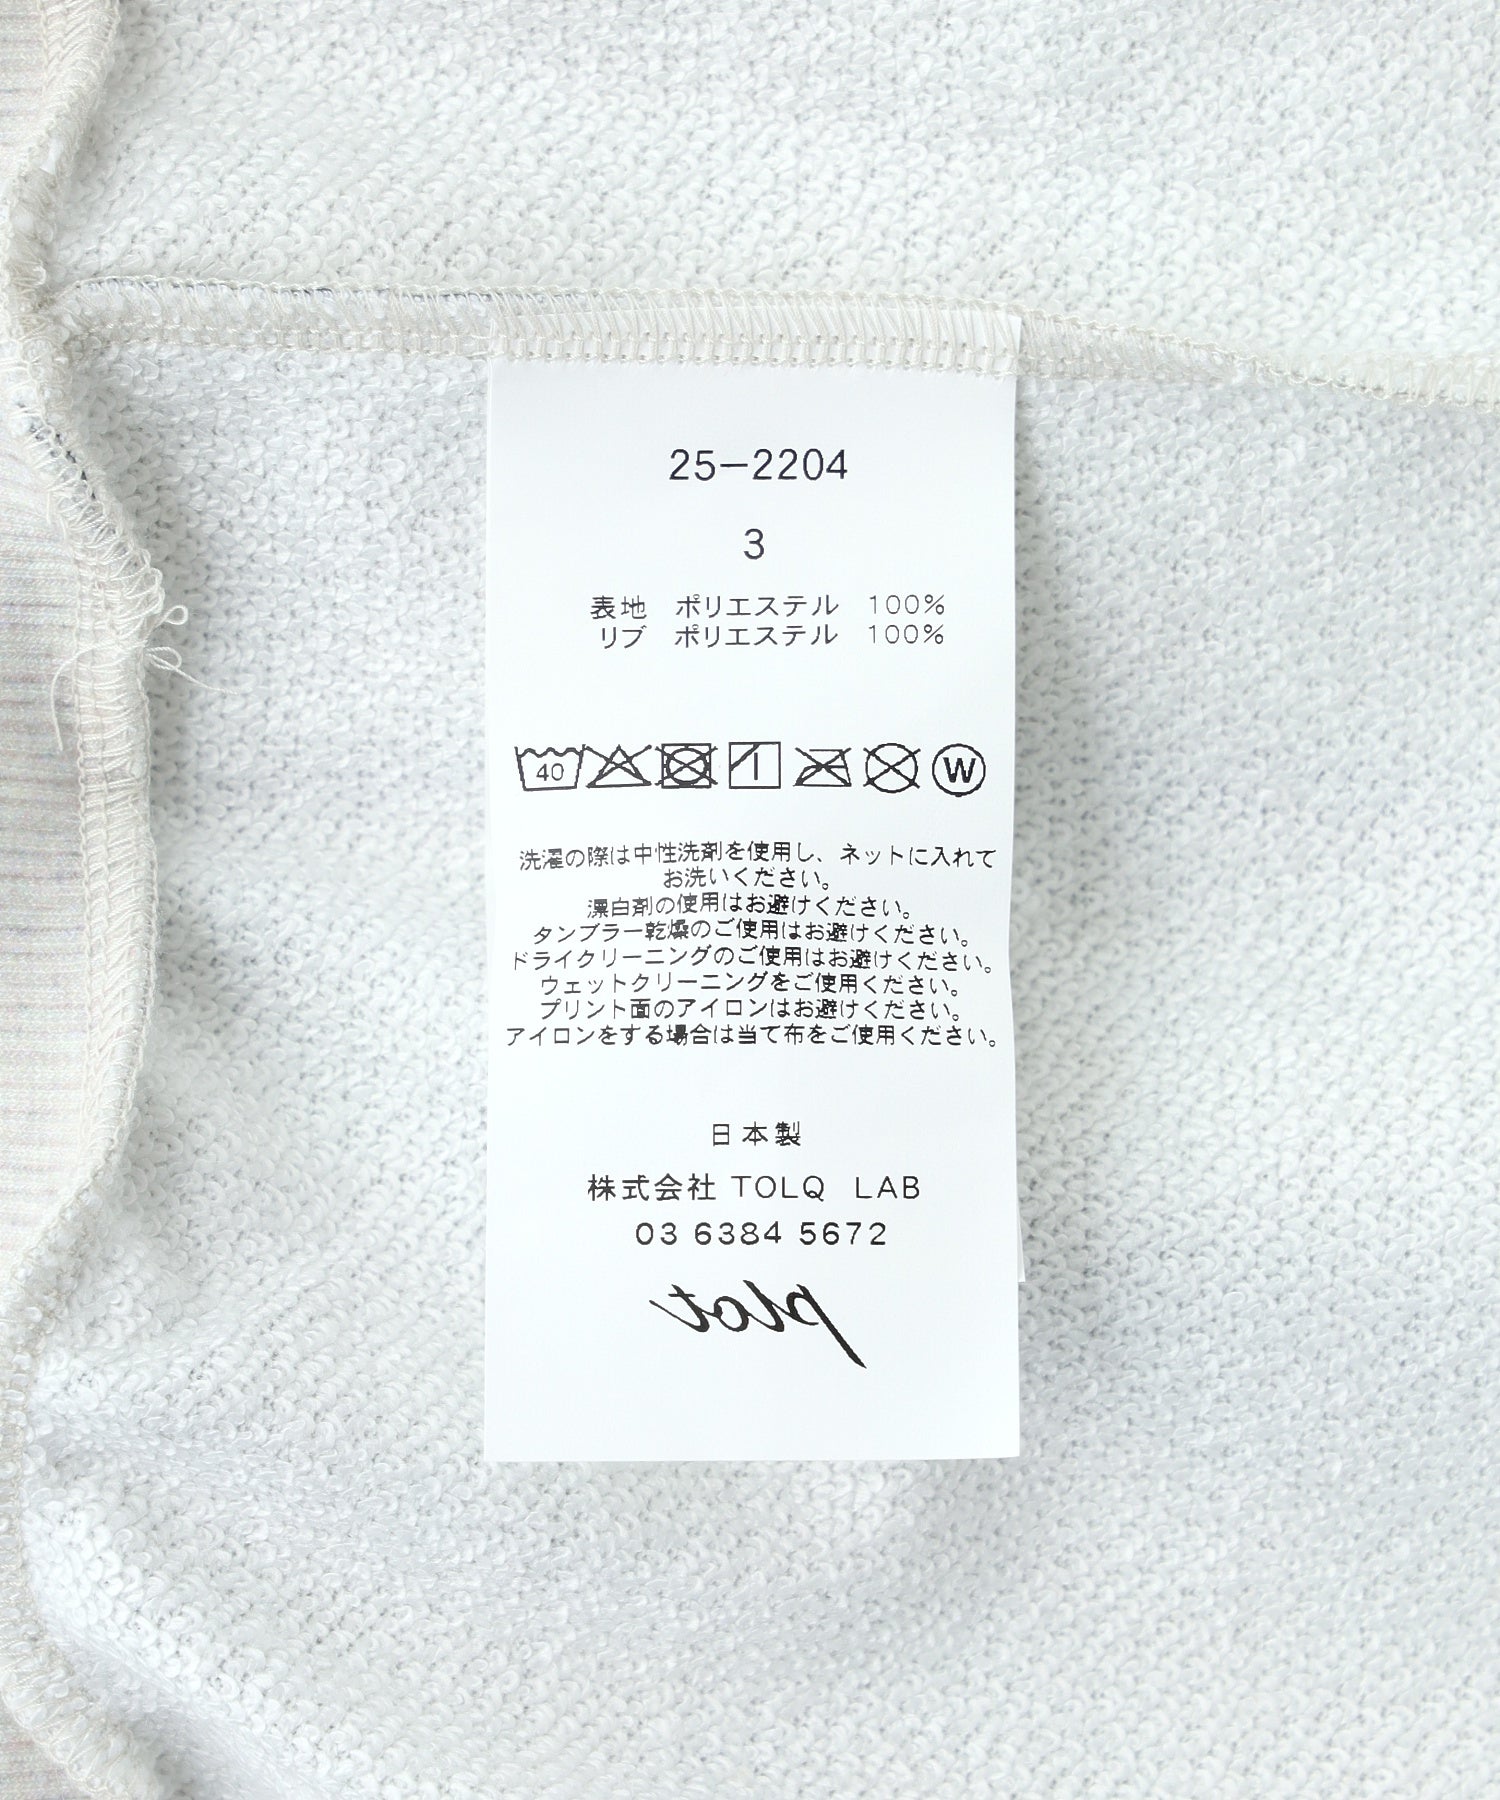 25-2204
3
表地 ポリエステル 100%
リブ ポリエステル 100%
40 W
洗濯の際は中性洗剤を使用し、ネットに入れて
お洗いください。
漂白剤の使用はお避けください。
タンブラー乾燥のご使用はお避けください。
ドライクリーニングのご使用はお避けください。
ウェットクリーニングをご使用ください。
プリント面のアイロンはお避けください。
アイロンをする場合は当て布をご使用ください。
日本製
株式会社 TOLQ LAB
03 6384 5672
plot